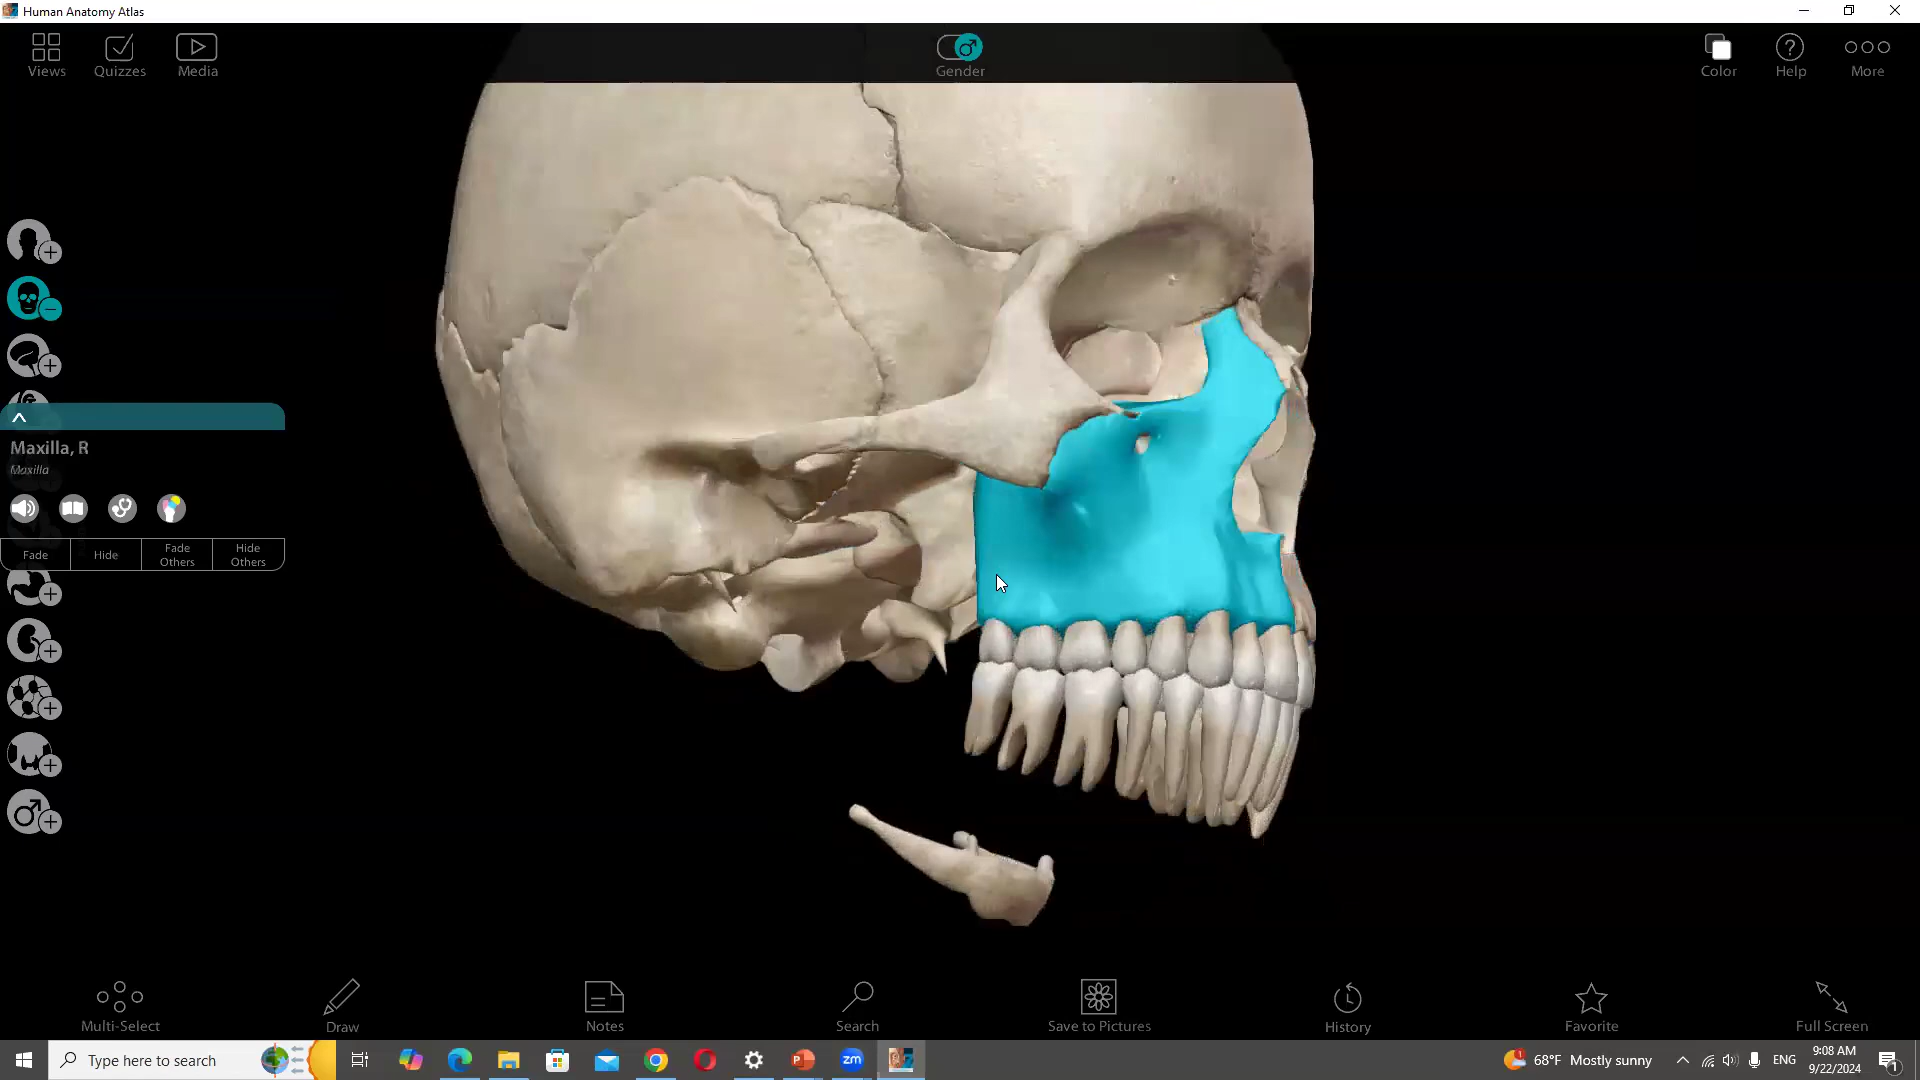 Human Anatomy Atlas
Views
Quizzes
Media
Gender
Color
Help
More
Maxilla, R
Maxilla
Fade
Hide
Fade
Others
Hide
Others
Multi-Select
Draw
Notes
Search
Save to Pictures
History
Favorite
Full Screen
Type here to search
zm
68°F Mostly sunny
ENG
9:08 AM
9/22/2024
1